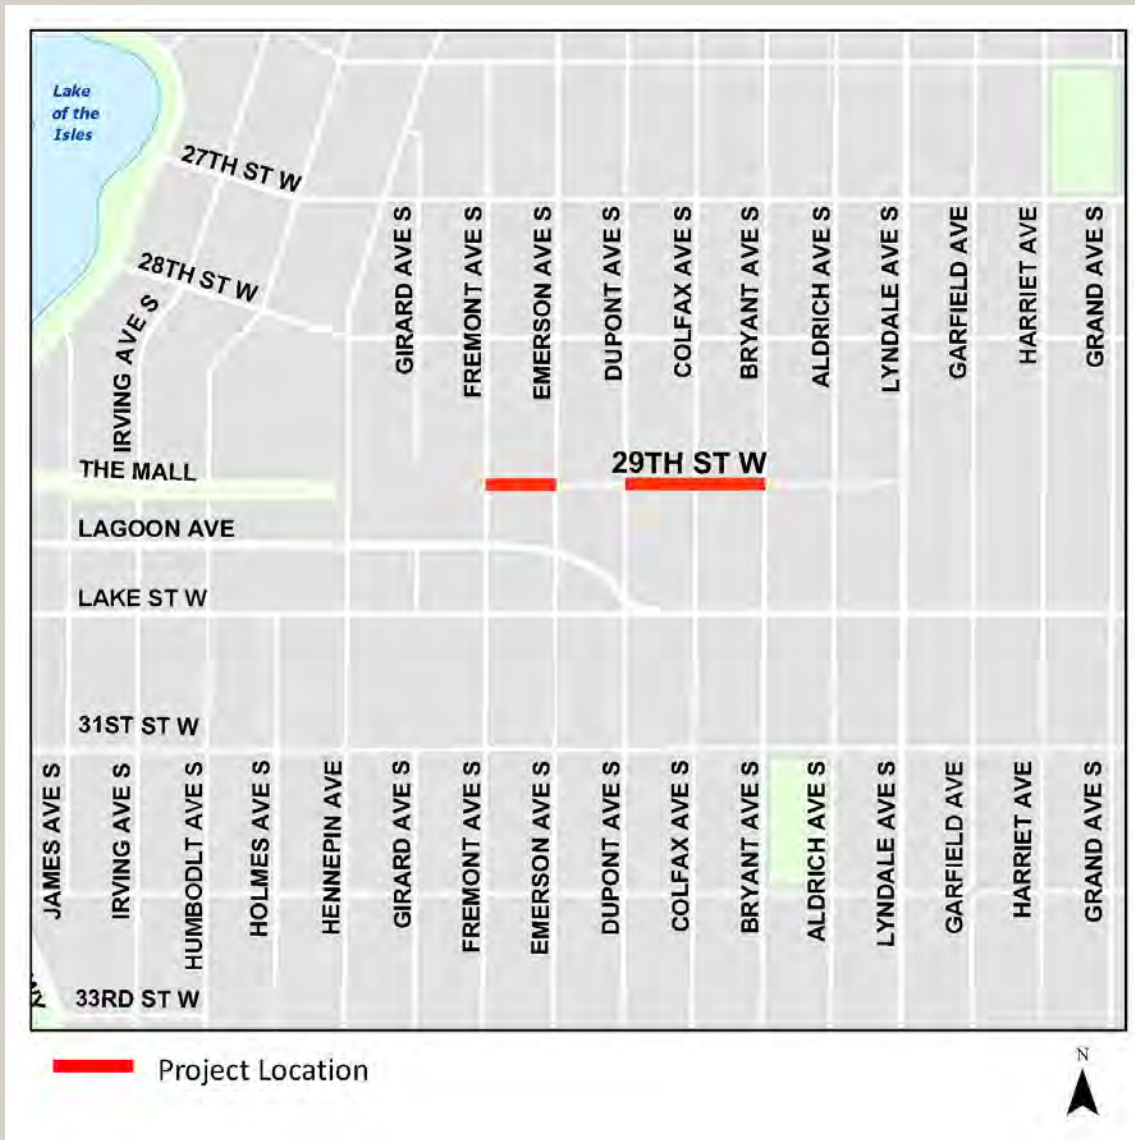 Lake
of the
Isles
27TH ST W
28TH ST W
IRVING AVE S
GIRARD AVE S
FREMONT AVE S
EMERSON AVE S
DUPONT AVE S
COLFAX AVE S
BRYANT AVE S
ALDRICH AVE S
LYNDALE AVE S
GARFIELD AVE
HARRIET AVE
GRAND AVE S
THE MALL
29TH ST W
LAGOON AVE
LAKE ST W
31ST ST W
JAMES AVE S
IRVING AVE S
HUMBODLT AVE S
HOLMES AVE S
HENNEPIN AVE
GIRARD AVE S
FREMONT AVE S
EMERSON AVE S
DUPONT AVE S
COLFAX AVE S
BRYANT AVE S
ALDRICH AVE S
LYNDALE AVE S
GARFIELD AVE
HARRIET AVE
GRAND AVE S
33RD ST W
Project Location
N